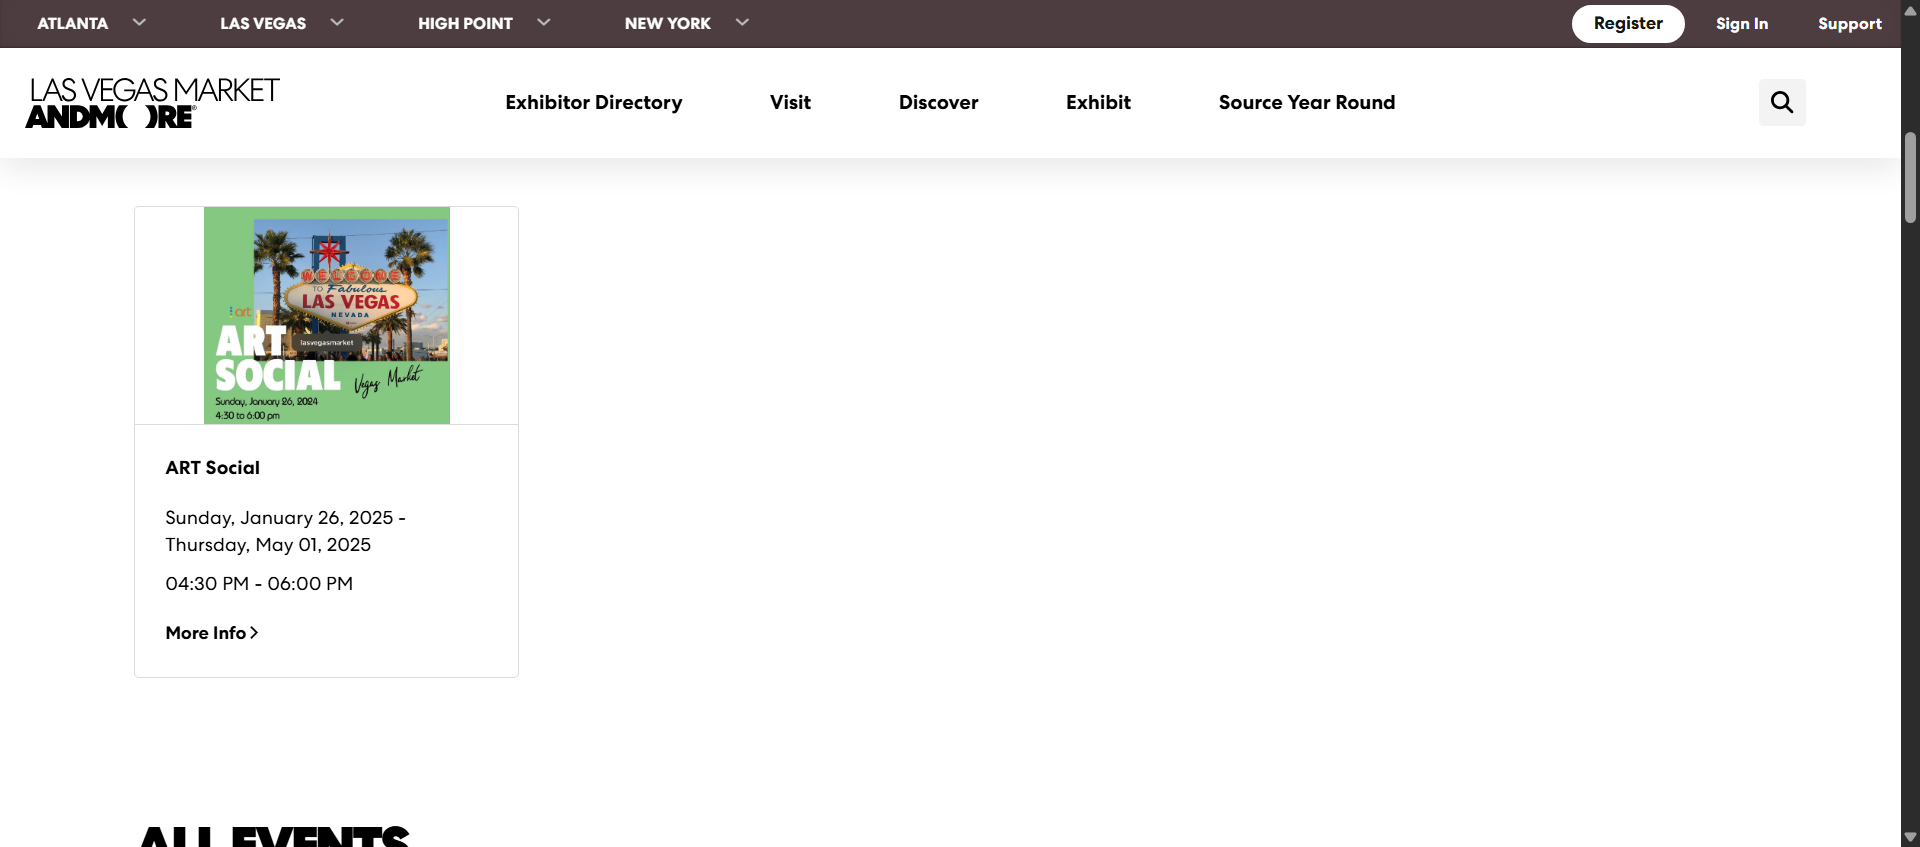 ATLANTA LAS VEGAS HIGH POINT NEW YORK Register Sign In Support
LAS VEGAS MARKET
ANDMORE®
Exhibitor Directory Visit Discover Exhibit Source Year Round
WELCOME
TO Fabulous
LAS VEGAS
NEVADA
art
ART
SOCIAL
lasvegasmarket
Vegas Market
Sunday, January 26, 2024
4:30 to 6:00 pm
ART Social
Sunday, January 26, 2025 -
Thursday, May 01, 2025
04:30 PM - 06:00 PM
More Info
ALL EVENTS